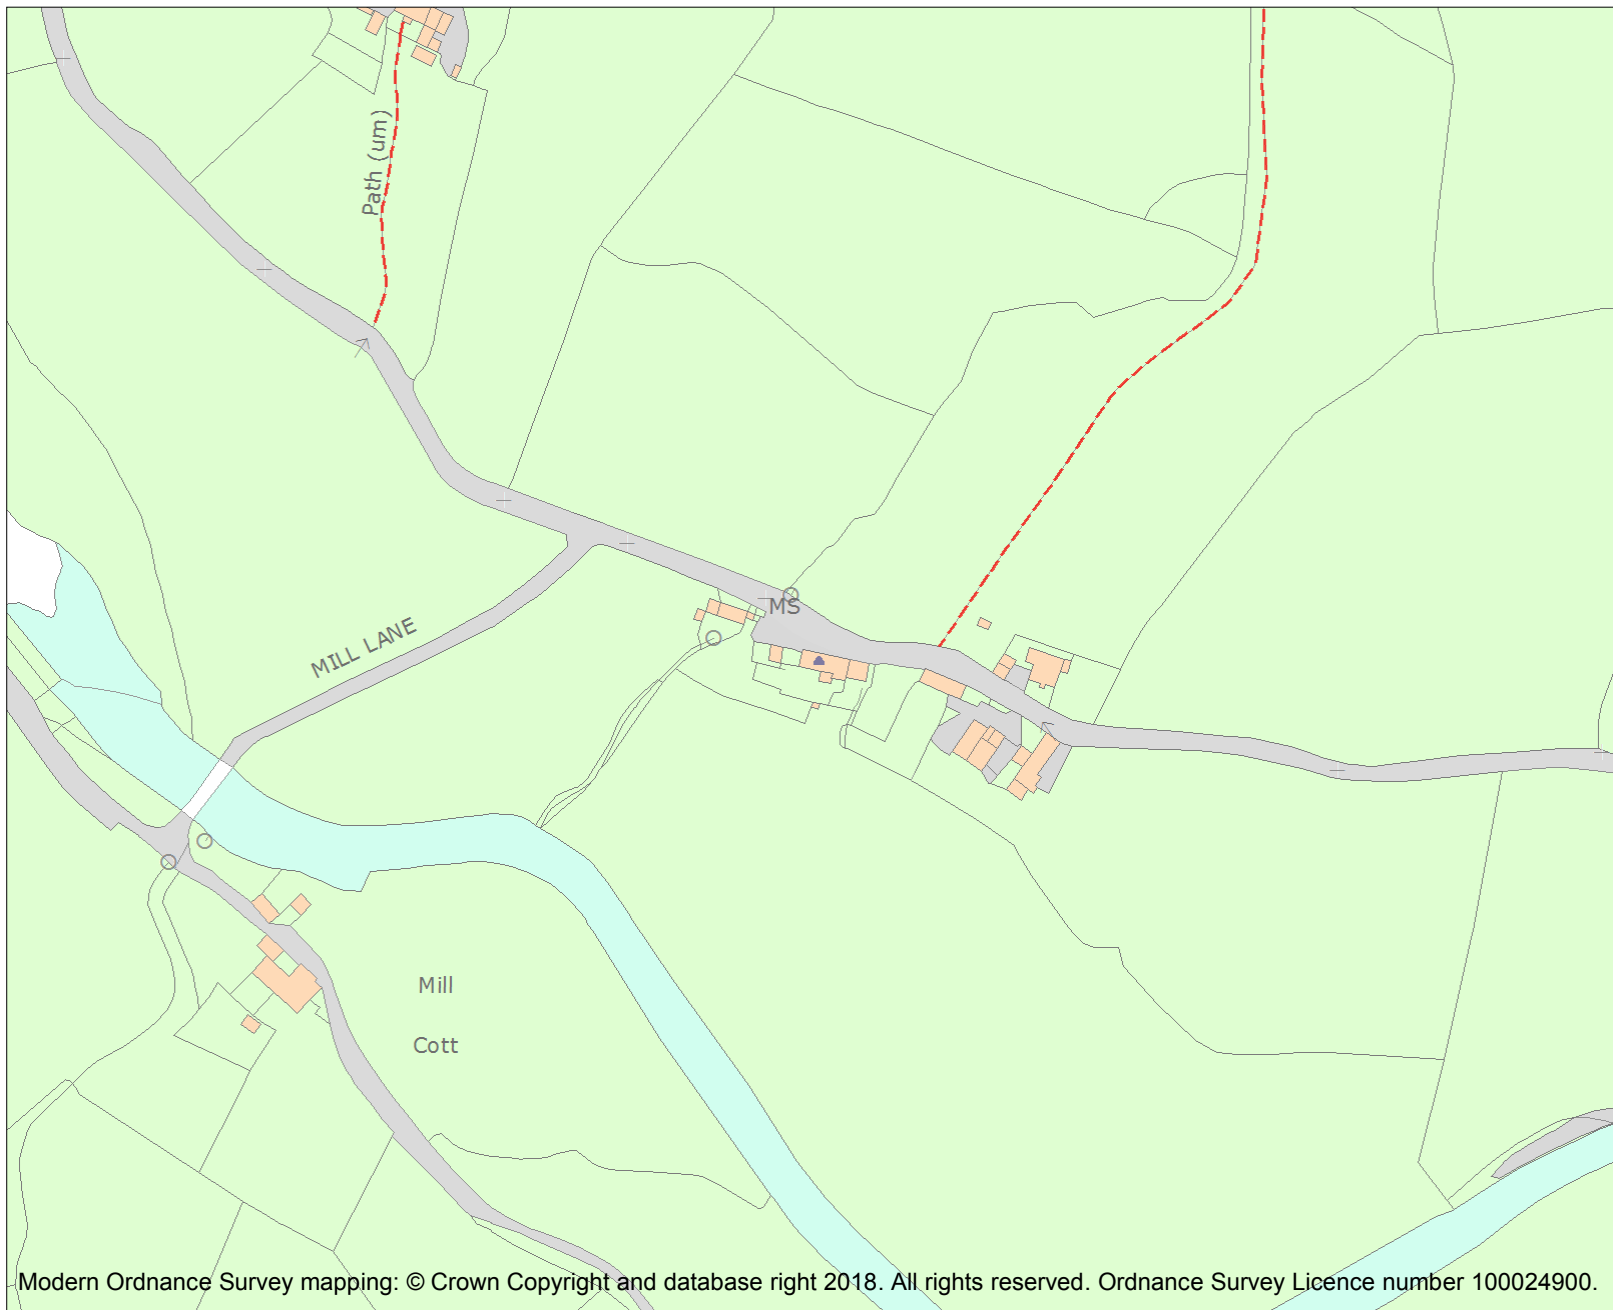 Path (um)
MS
MILL LANE
Mill
Cott
Modern Ordnance Survey mapping: © Crown Copyright and database right 2018. All rights reserved. Ordnance Survey Licence number 100024900.